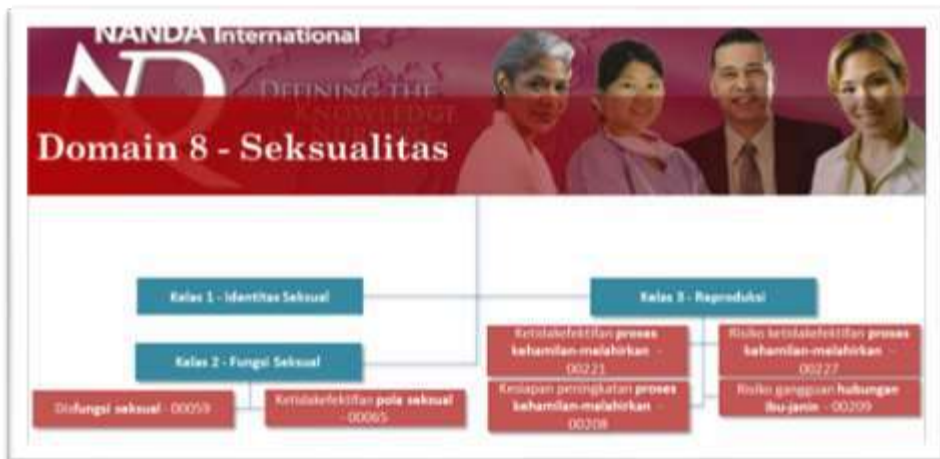 NANDA International
DEFINING THE
KNOWLEDGE
NURSING
Domain 8 - Seksualitas
Kelas 1 - Identitas Seksual
Kelas 3 - Reproduksi
Kelas 2 - Fungsi Seksual
Disfungsi seksual - 00059
Ketidakefektifan pola seksual
- 00065
Ketidakefektifan proses
kehamilan-melahirkan -
00221
Risiko ketidakefektifan proses
kehamilan-melahirkan -
00227
Kesiapan peningkatan proses
kehamilan-melahirkan -
00208
Risiko gangguan hubungan
ibu-janin - 00209